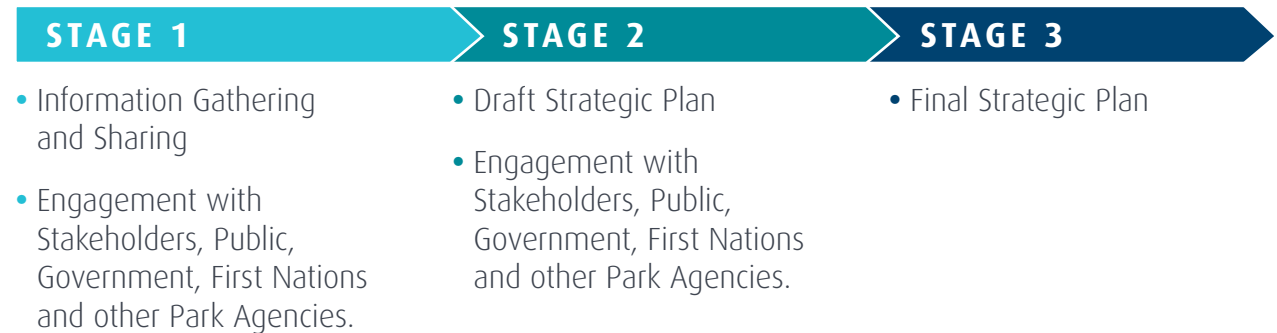 STAGE 1
• Information Gathering
and Sharing
• Engagement with
Stakeholders, Public,
Government, First Nations
and other Park Agencies.
STAGE 2
• Draft Strategic Plan
• Engagement with
Stakeholders, Public,
Government, First Nations
and other Park Agencies.
STAGE 3
• Final Strategic Plan